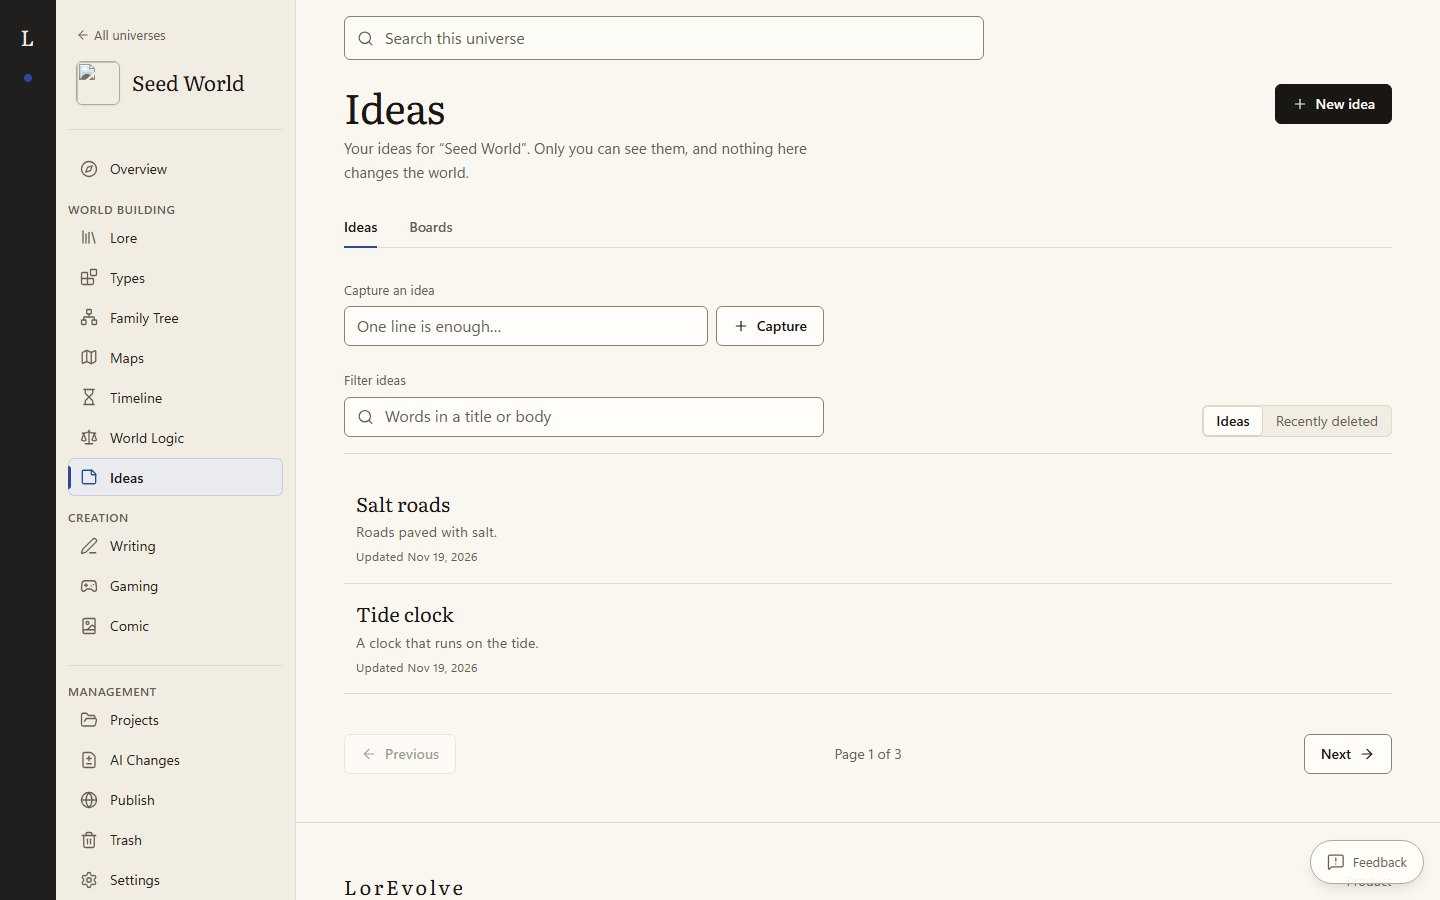 L
All universes
Seed World
Overview
WORLD BUILDING
Lore
Types
Family Tree
Maps
Timeline
World Logic
Ideas
CREATION
Writing
Gaming
Comic
MANAGEMENT
Projects
AI Changes
Publish
Trash
Settings
Search this universe
Ideas
New idea
Your ideas for “Seed World”. Only you can see them, and nothing here
changes the world.
Ideas Boards
Capture an idea
One line is enough...
Capture
Filter ideas
Words in a title or body
Ideas Recently deleted
Salt roads
Roads paved with salt.
Updated Nov 19, 2026
Tide clock
A clock that runs on the tide.
Updated Nov 19, 2026
Previous Page 1 of 3 Next
Feedback
Product
LorEvolve